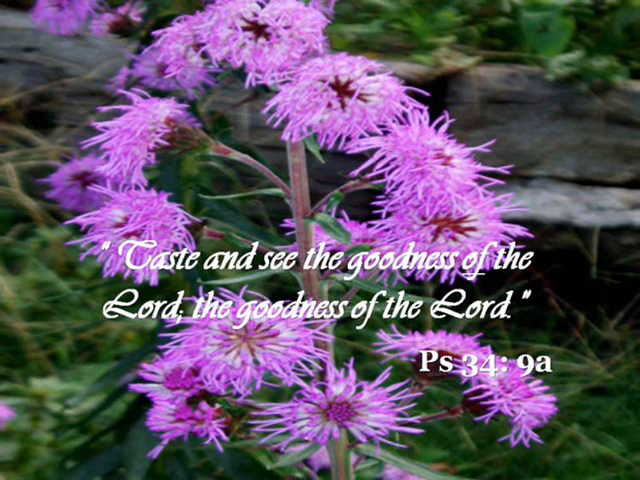 " Taste and see the goodness of the
Lord; the goodness of the Lord."
Ps 34: 9a